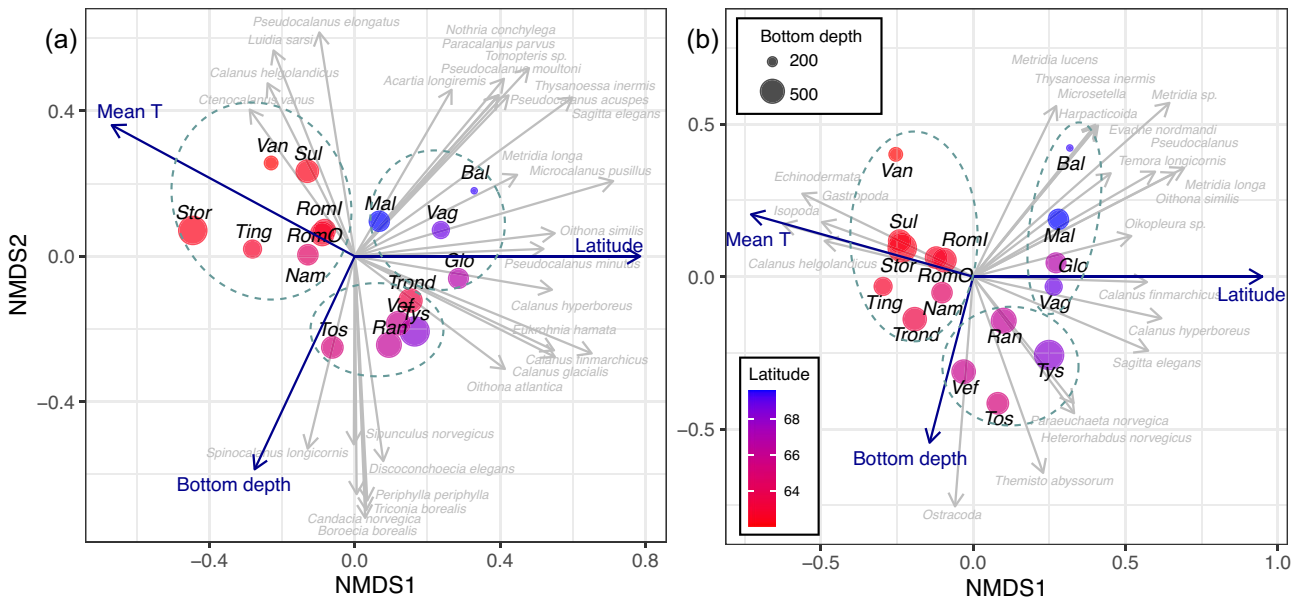 (a)
Pseudocalanus elongatus
Luidia sarsi
Nothria conchylega
Paracalanus parvus
Tomopteris sp.
Pseudocalanus moultoni
Calanus helgolandicus
Acartia longiremis
Thysanoessa inermis
Ctenocalanus vanus
Pseudocalanus acuspes
Sagitta elegans
Mean T
Van
Sul
Metridia longa
Microcalanus pusillus
Bal
Stor
RomI
Mal
Vag
Ting
RomO
Oithona similis
Latitude
Nam
Glo
Pseudocalanus minutus
Trond
Calanus hyperboreus
Vef
Tys
Tos
Ran
Eukrohnia hamata
Calanus finmarchicus
Calanus glacialis
Oithona atlantica
Sipunculus norvegicus
Spinocalanus longicornis
Discoconchoecia elegans
Bottom depth
Periphylla periphylla
Triconia borealis
Candacia norvegica
Boroecia borealis
0.4
0.0
−0.4
NMDS2
−0.4
0.0
0.4
0.8
NMDS1
(b)
Bottom depth
200
500
Metridia lucens
Thysanoessa inermis
Microsetella
Metridia sp.
Harpacticoida
Evadne nordmandi
Pseudocalanus
Temora longicornis
Bal
Van
Echinodermata
Gastropoda
Metridia longa
Oithona similis
Isopoda
Oikopleura sp.
Mean T
Sul
RomI
Mal
Stor
Calanus helgolandicus
RomO
Glo
Latitude
Ting
Nam
Vag
Calanus finmarchicus
Trond
Ran
Calanus hyperboreus
Sagitta elegans
Tys
Vef
Tos
Paraeuchaeta norvegica
Heterorhabdus norvegicus
Bottom depth
Themisto abyssorum
Ostracoda
Latitude
68
66
64
0.5
0.0
−0.5
−0.5
0.0
0.5
1.0
NMDS1